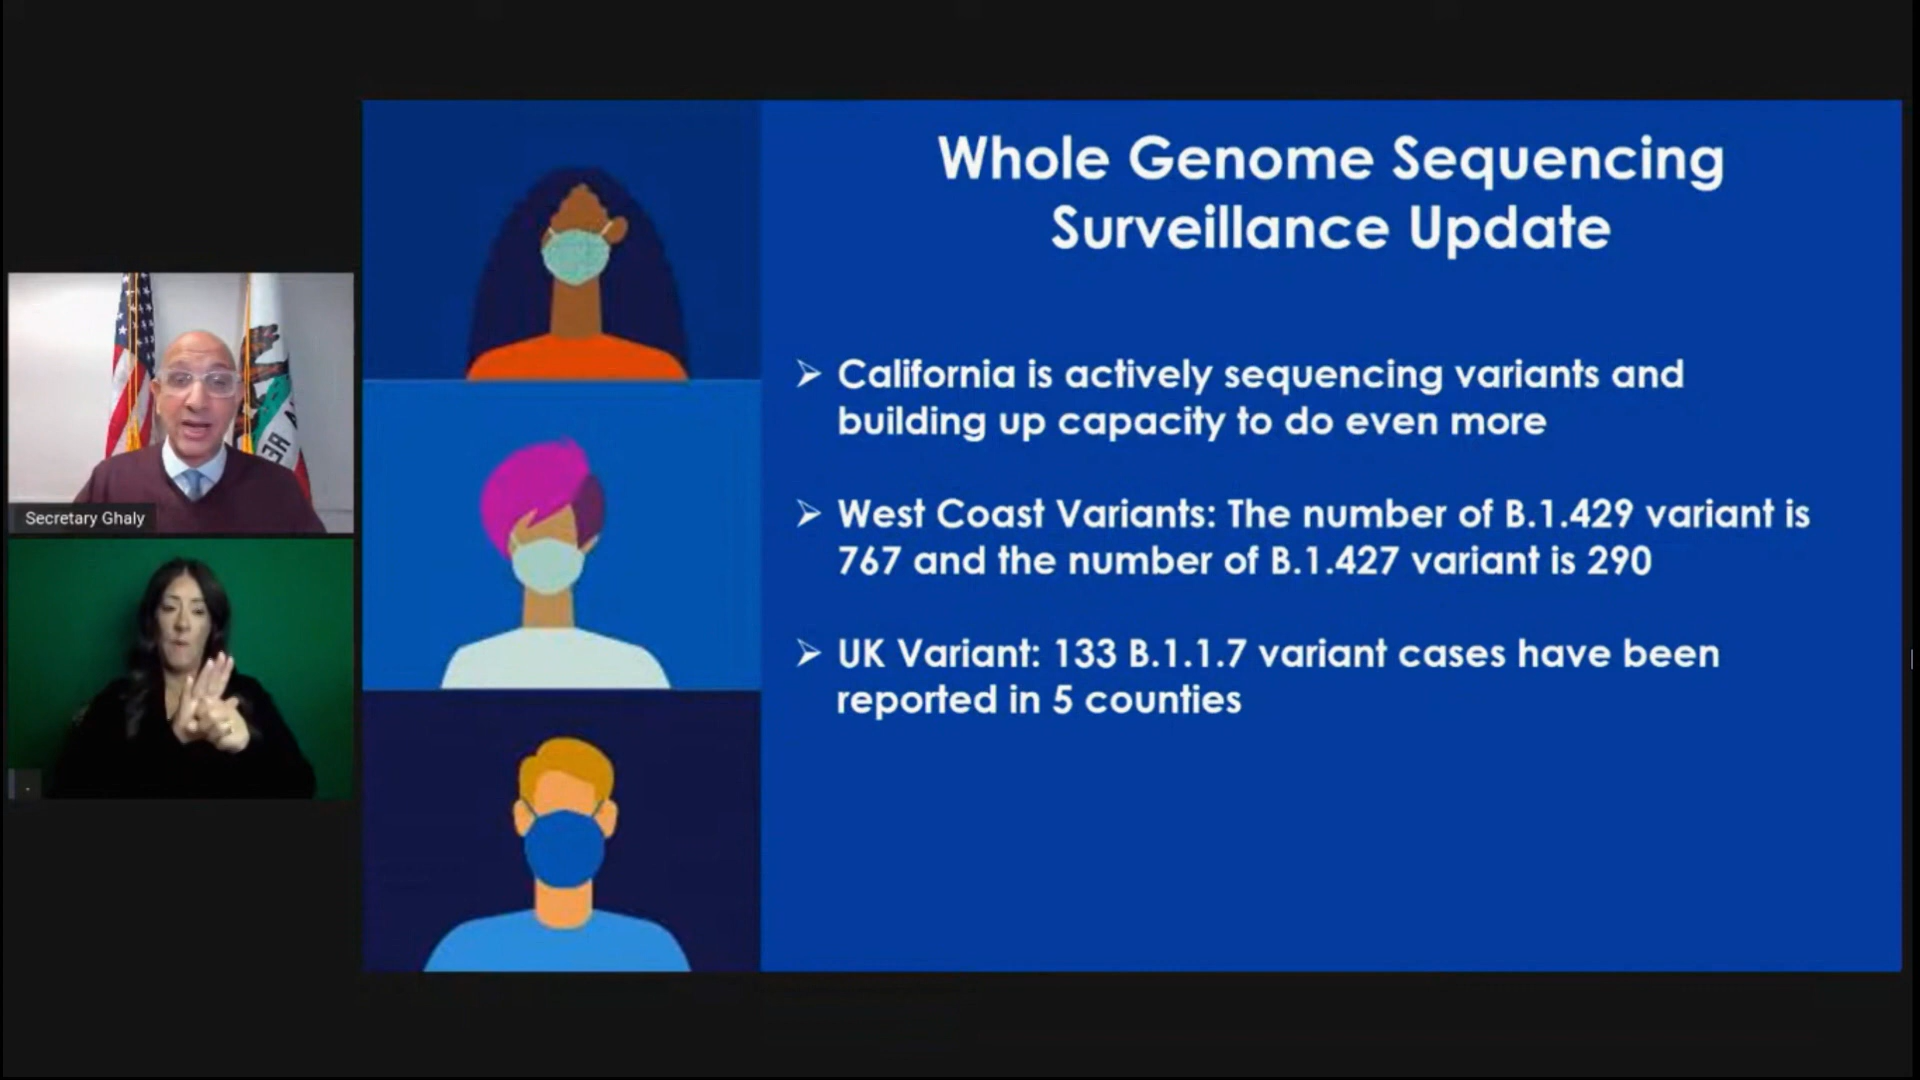 Whole Genome Sequencing
Surveillance Update
➢ California is actively sequencing variants and
building up capacity to do even more
➢ West Coast Variants: The number of B.1.429 variant is
767 and the number of B.1.427 variant is 290
➢ UK Variant: 133 B.1.1.7 variant cases have been
reported in 5 counties
Secretary Ghaly